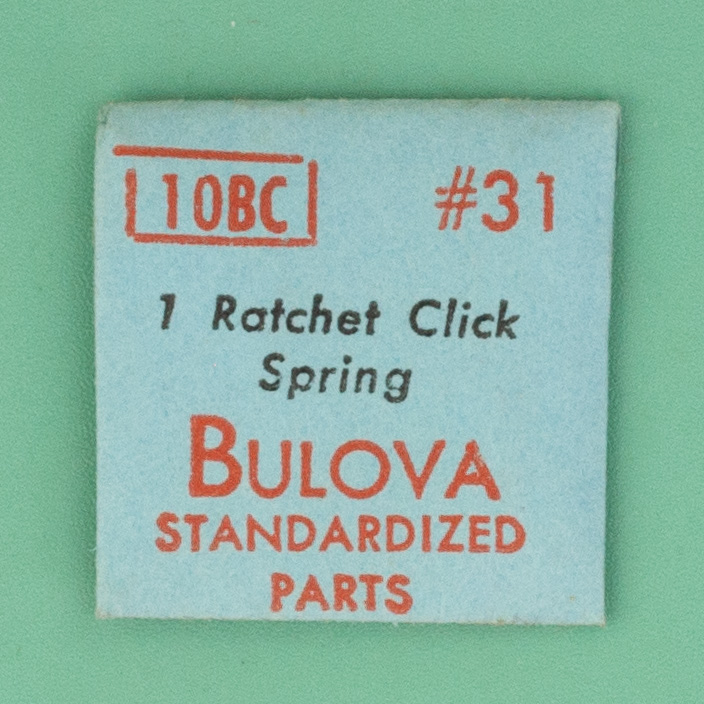 10BC #31
1 Ratchet Click
Spring
BULOVA
STANDARDIZED
PARTS